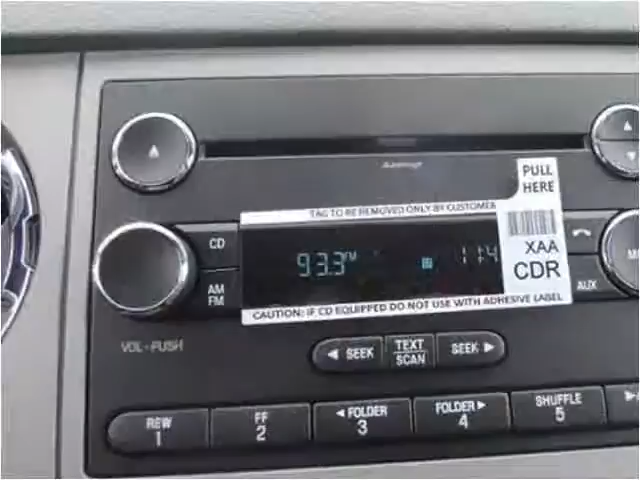 PULL
HERE
TAG TO BE REMOVED ONLY BY CUSTOMER
CD
93.3
11:4
XAA
CDR
AM
FM
AUX
CAUTION: IF CD EQUIPPED DO NOT USE WITH ADHESIVE LABEL
VOL-PUSH
◄ SEEK
TEXT
SCAN
SEEK ►
REW
1
FF
2
◄ FOLDER
3
FOLDER ►
4
SHUFFLE
5